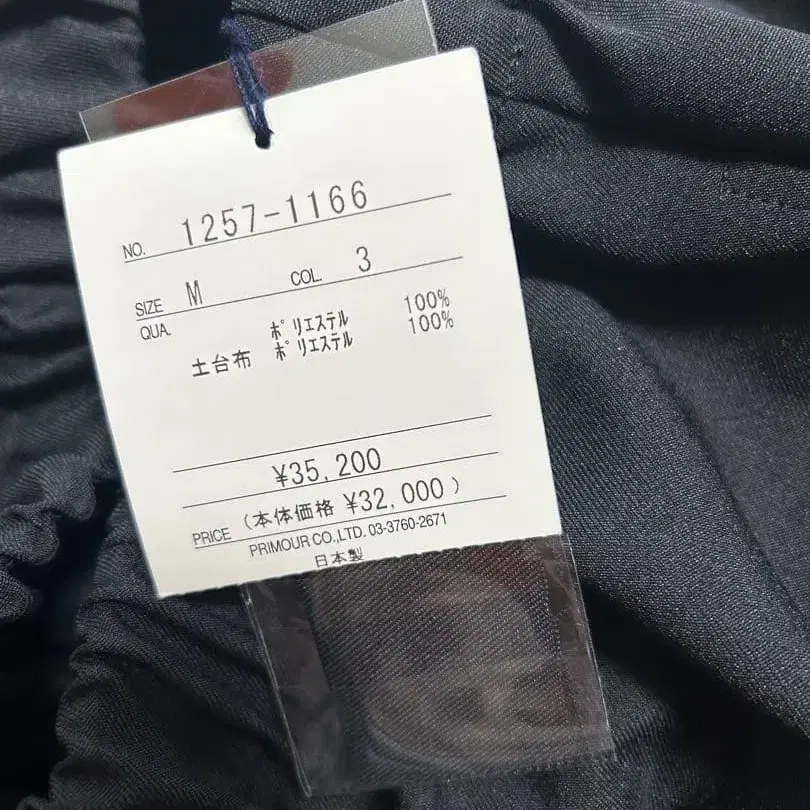 NO. 1257-1166
SIZE M COL. 3
QUA. ポリエステル 100%
土台布 ポリエステル 100%
¥35,200
PRICE (本体価格 ¥32,000)
PRIMOUR CO.,LTD. 03-3760-2671
日本製